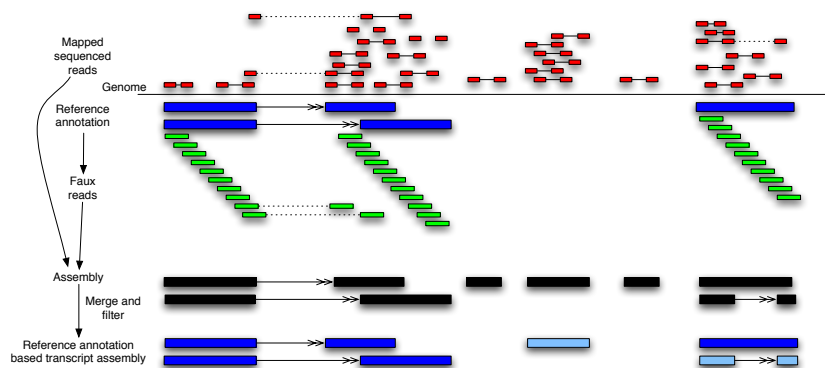 Mapped
sequenced
reads
Genome
Reference
annotation
Faux
reads
Assembly
Merge and
filter
Reference annotation
based transcript assembly